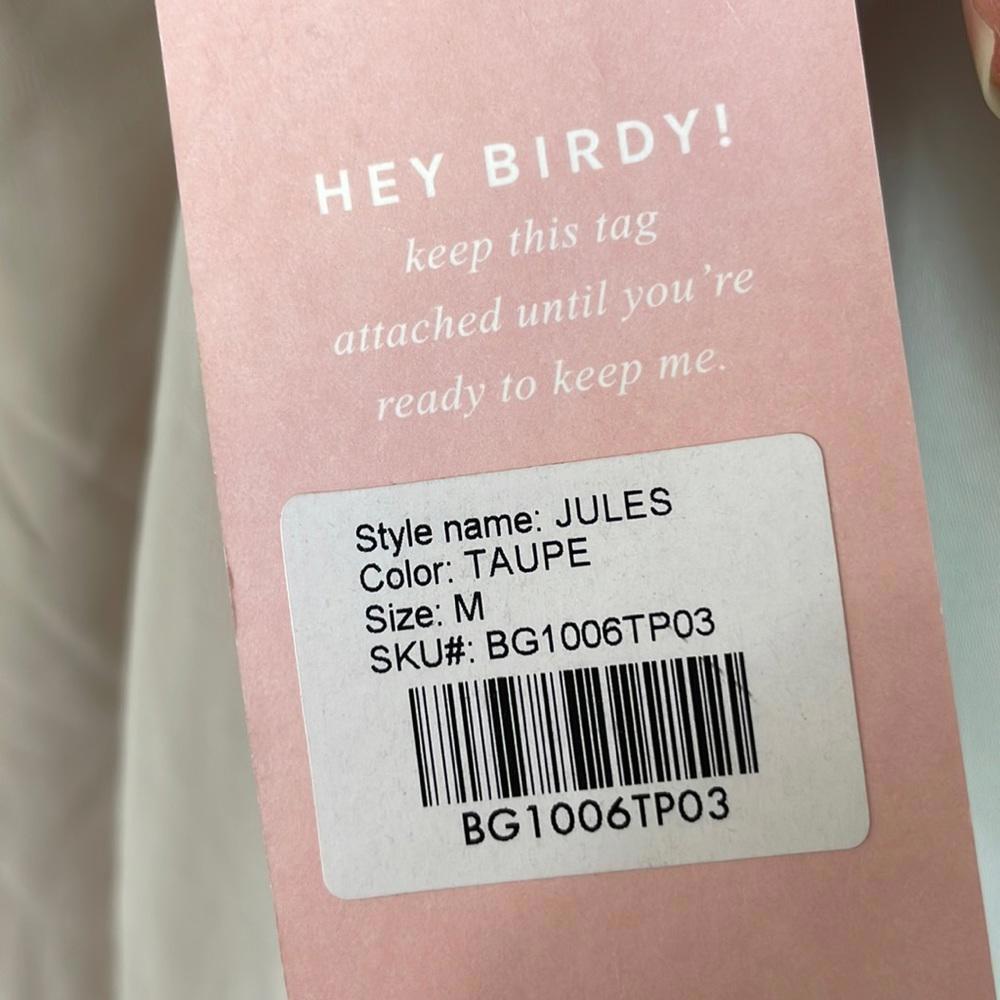 HEY BIRDY!
keep this tag
attached until you’re
ready to keep me.
Style name: JULES
Color: TAUPE
Size: M
SKU#: BG1006TP03
BG1006TP03